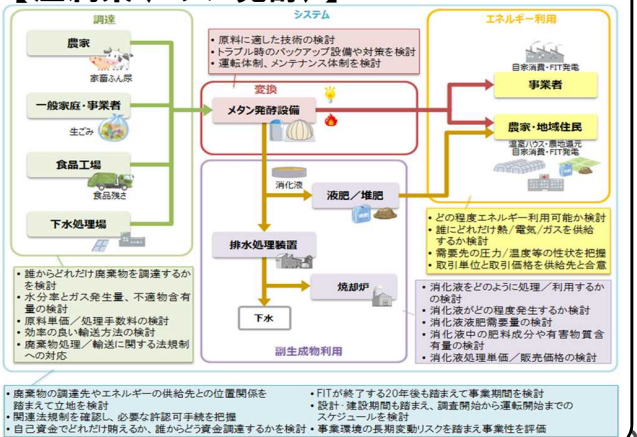 調達
システム
エネルギー利用
農家
家畜ふん尿
一般家庭・事業者
生ごみ
食品工場
食品残さ
下水処理場
・原料に適した技術の検討
・トラブル時のバックアップ設備や対策を検討
・運転体制、メンテナンス体制を検討
変換
メタン発酵設備
自家消費・FIT発電
事業者
農家・地域住民
温室ハウス・農地還元
自家消費・FIT発電
消化液
液肥／堆肥
排水処理装置
焼却炉
下水
副生成物利用
・どの程度エネルギー利用可能か検討
・誰にどれだけ熱/電気/ガスを供給
するか検討
・需要先の圧力/温度等の性状を把握
・取引単位と取引価格を供給先と合意
・誰からどれだけ廃棄物を調達するか
を検討
・水分率とガス発生量、不適物含有
量の検討
・原料単価／処理手数料の検討
・効率の良い輸送方法の検討
・廃棄物処理／輸送に関する法規制
への対応
・消化液をどのように処理／利用するか
の検討
・消化液がどの程度発生するか検討
・消化液液肥需要量の検討
・消化液中の肥料成分や有害物質含
有量の検討
・消化液処理単価／販売価格の検討
・廃棄物の調達先やエネルギーの供給先との位置関係を
踏まえて立地を検討
・関連法規制を確認し、必要な許認可手続を把握
・自己資金でどれだけ賄えるか、誰からどう資金調達するかを検討
・FITが終了する20年後も踏まえて事業期間を検討
・設計・建設期間も踏まえ、調査開始から運転開始までの
スケジュールを検討
・事業環境の長期変動リスクを踏まえ事業性を評価